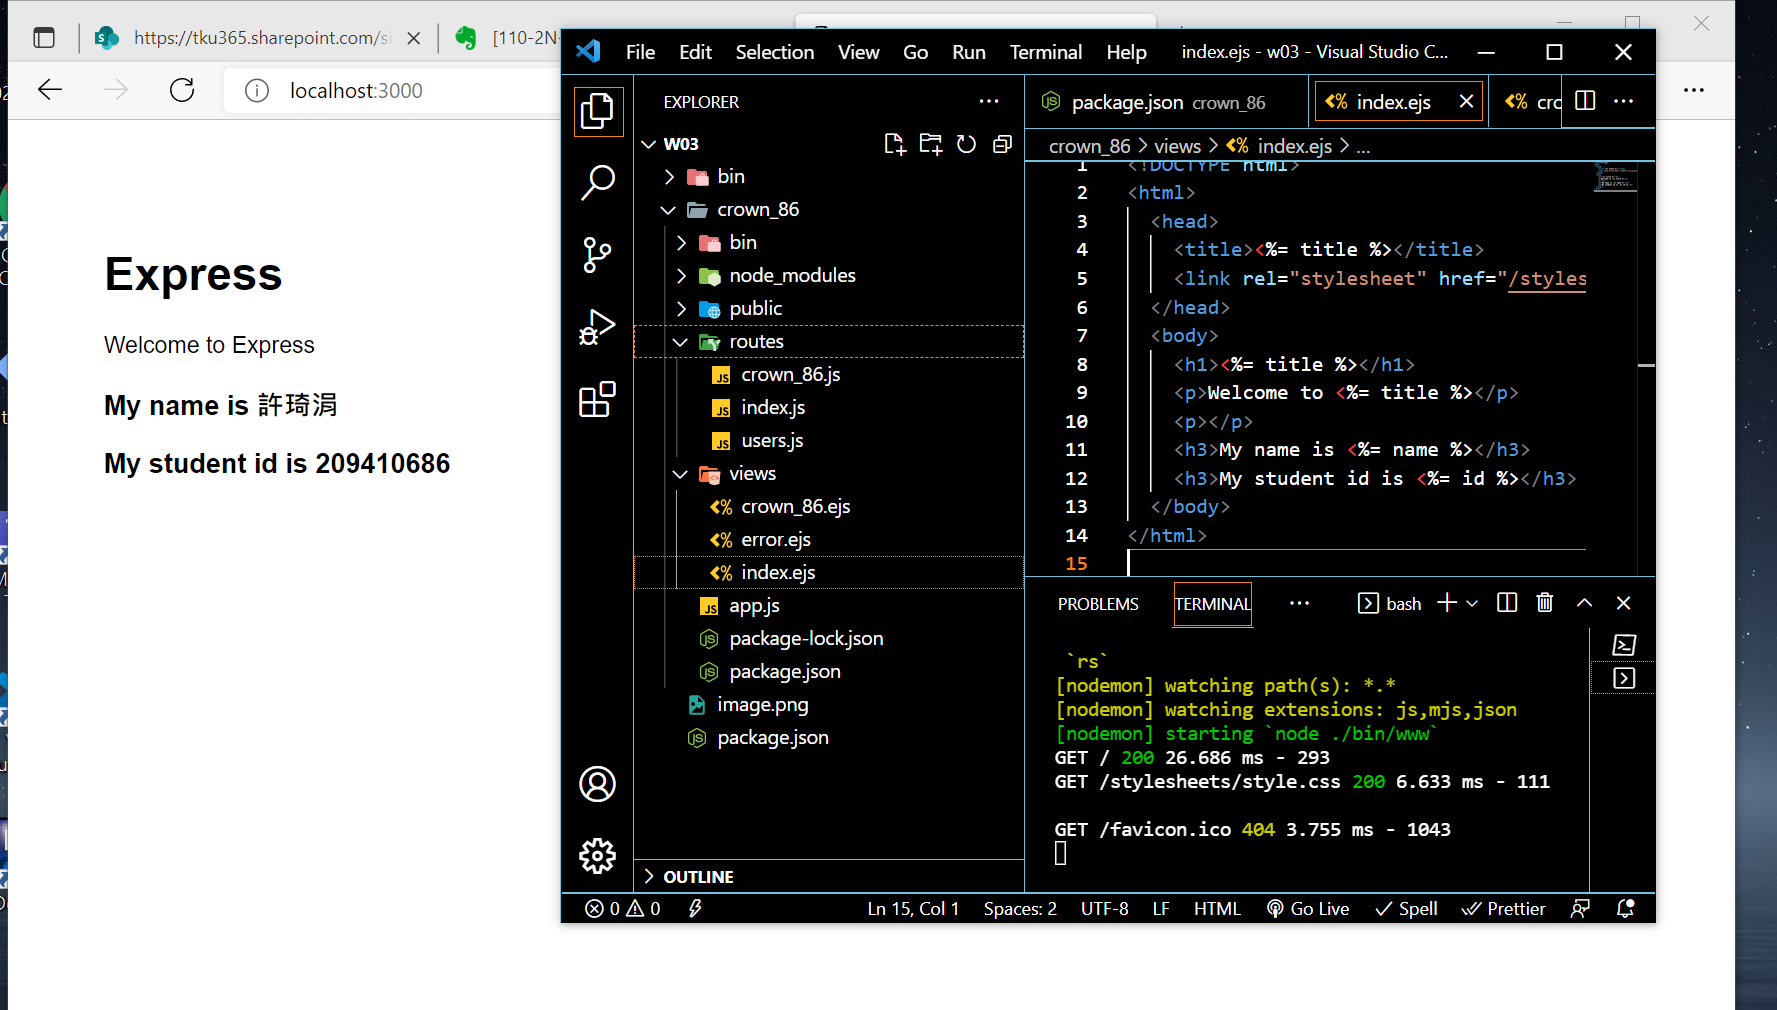 https://tku365.sharepoint.com/si
[110-2N-
localhost:3000
Express
Welcome to Express
My name is 許琦涓
My student id is 209410686
File Edit Selection View Go Run Terminal Help index.ejs - w03 - Visual Studio C...
EXPLORER
W03
bin
crown_86
bin
node_modules
public
routes
crown_86.js
index.js
users.js
views
crown_86.ejs
error.ejs
index.ejs
app.js
package-lock.json
package.json
image.png
package.json
OUTLINE
package.json crown_86 index.ejs cro
crown_86 > views > index.ejs > ...
1 <!DOCTYPE html>
2 <html>
3 <head>
4 <title><%= title %></title>
5 <link rel="stylesheet" href="/styles
6 </head>
7 <body>
8 <h1><%= title %></h1>
9 <p>Welcome to <%= title %></p>
10 <p></p>
11 <h3>My name is <%= name %></h3>
12 <h3>My student id is <%= id %></h3>
13 </body>
14 </html>
15
PROBLEMS TERMINAL ... bash
`rs`
[nodemon] watching path(s): *.*
[nodemon] watching extensions: js,mjs,json
[nodemon] starting `node ./bin/www`
GET / 200 26.686 ms - 293
GET /stylesheets/style.css 200 6.633 ms - 111
GET /favicon.ico 404 3.755 ms - 1043
0 0 Ln 15, Col 1 Spaces: 2 UTF-8 LF HTML Go Live Spell Prettier